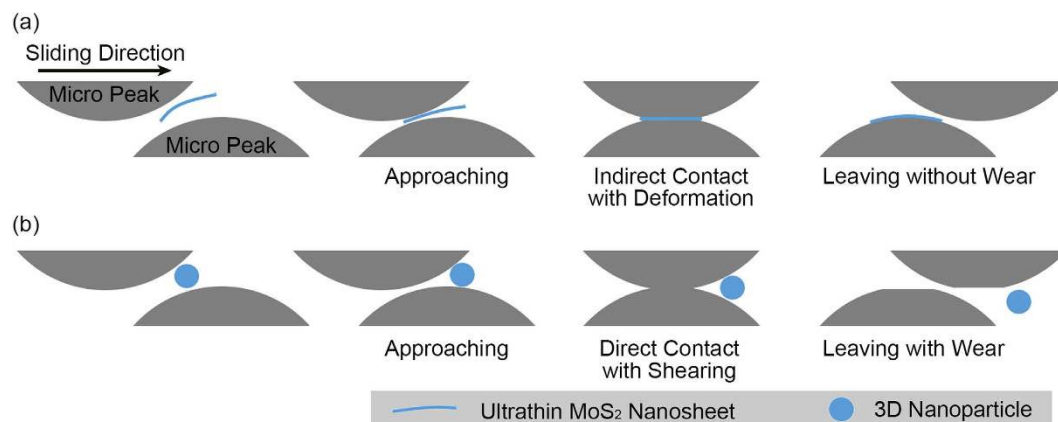 (a)
Sliding Direction
Micro Peak
Micro Peak
Approaching
Indirect Contact
with Deformation
Leaving without Wear
(b)
Approaching
Direct Contact
with Shearing
Leaving with Wear
Ultrathin MoS₂ Nanosheet
3D Nanoparticle